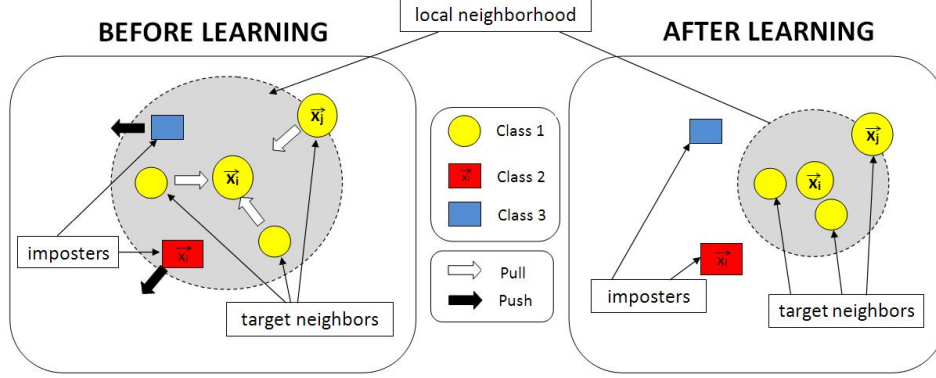 local neighborhood
BEFORE LEARNING
AFTER LEARNING
x⃗j
x⃗i
x⃗l
imposters
target neighbors
Class 1
x⃗l
Class 2
Class 3
Pull
Push
x⃗j
x⃗i
x⃗l
imposters
target neighbors